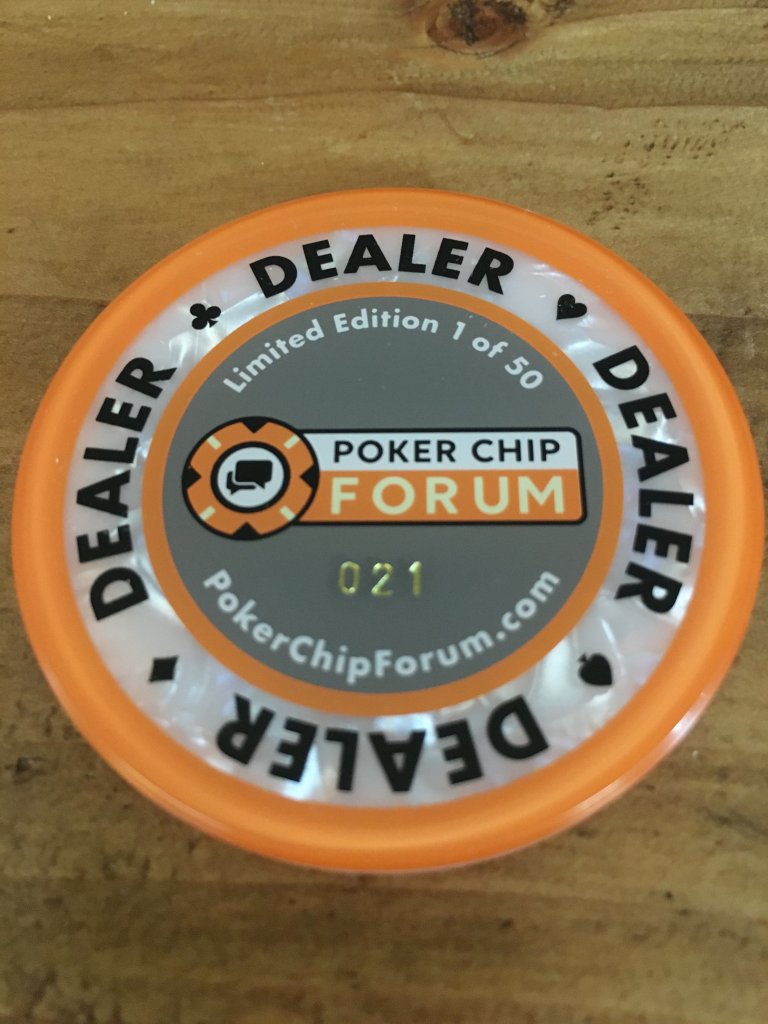 DEALER
DEALER
DEALER
DEALER
Limited Edition 1 of 50
POKER CHIP
FORUM
021
PokerChipForum.com